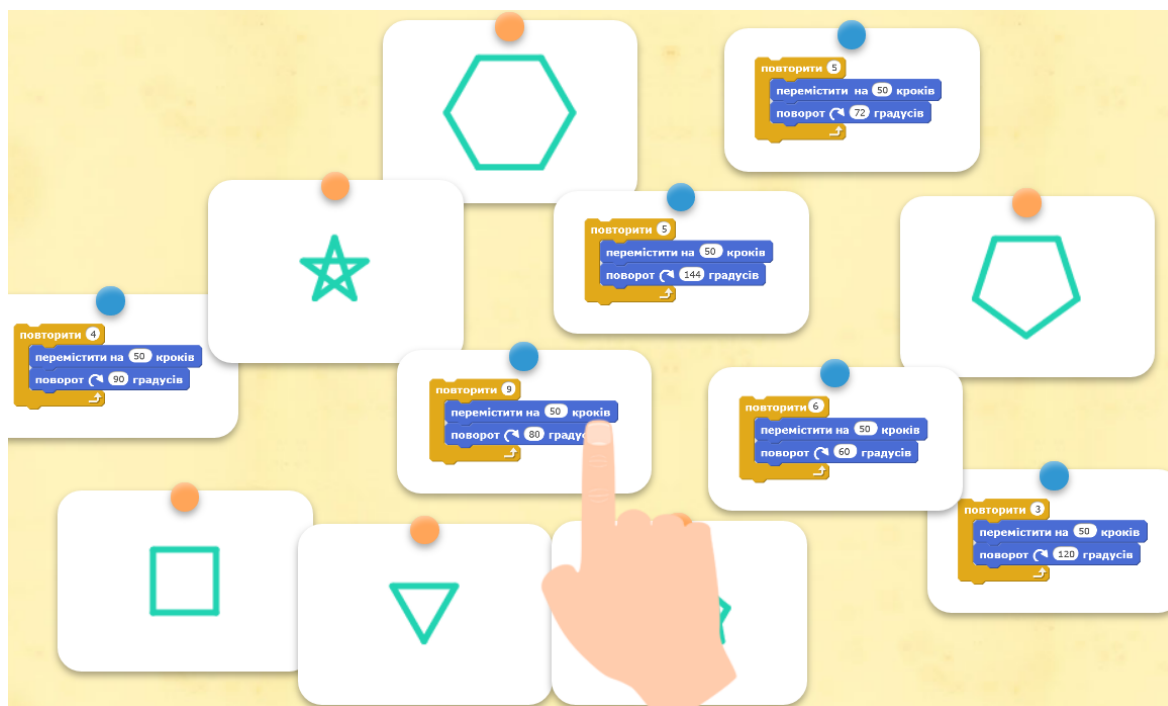 повторити 5
перемістити на 50 кроків
поворот 72 градусів
повторити 5
перемістити на 50 кроків
поворот 144 градусів
повторити 4
перемістити на 50 кроків
поворот 90 градусів
повторити 9
перемістити на 50 кроків
поворот 80 граду
повторити 6
перемістити на 50 кроків
поворот 60 градусів
повторити 3
перемістити на 50 кроків
поворот 120 градусів